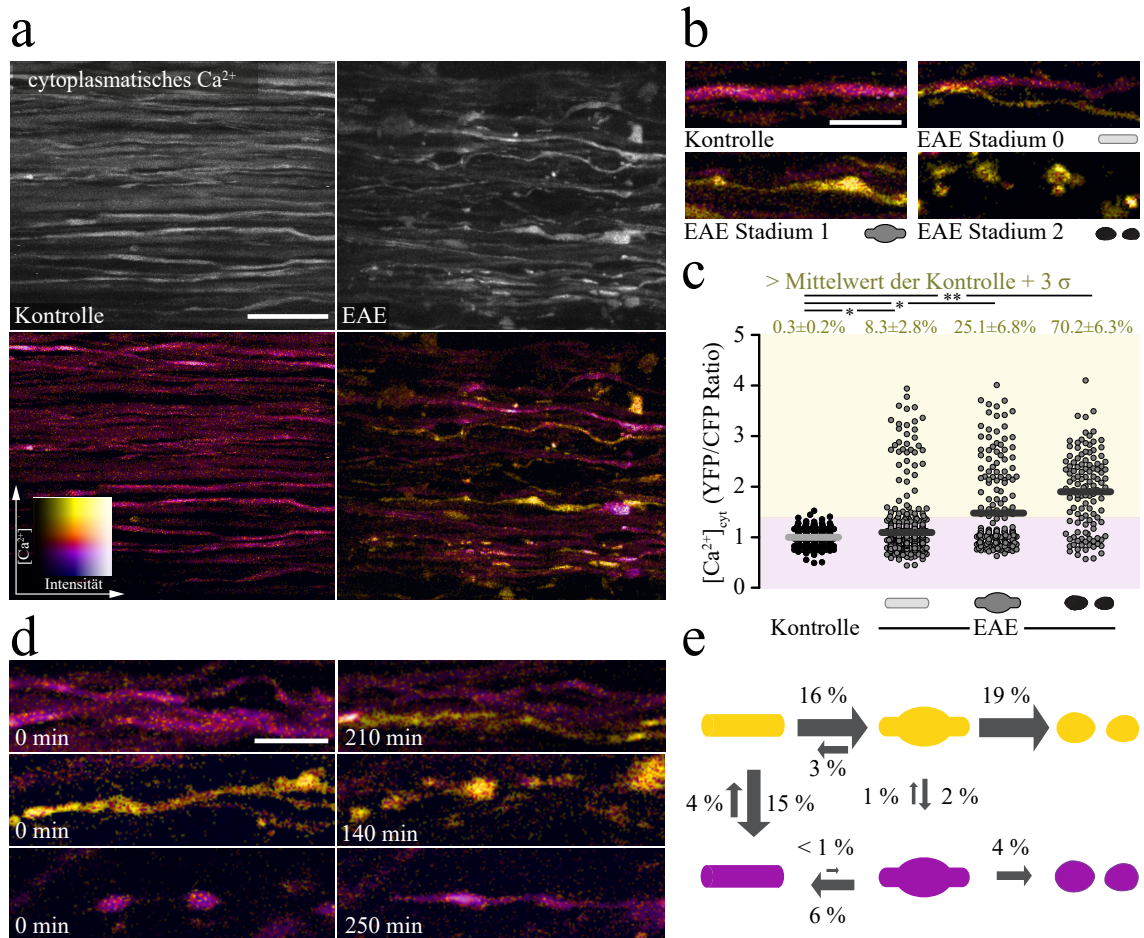 a
cytoplasmatisches Ca²⁺
Kontrolle
EAE
[Ca²⁺]
Intensität
b
Kontrolle
EAE Stadium 0
EAE Stadium 1
EAE Stadium 2
c
> Mittelwert der Kontrolle + 3 σ
**
*
*
0.3±0.2% 8.3±2.8% 25.1±6.8% 70.2±6.3%
[Ca²⁺]cyt (YFP/CFP Ratio)
5
4
3
2
1
0
Kontrolle EAE
d
0 min
210 min
0 min
140 min
0 min
250 min
e
16 % 19 %
3 %
4 % 15 % 1 % 2 %
< 1 % 4 %
6 %